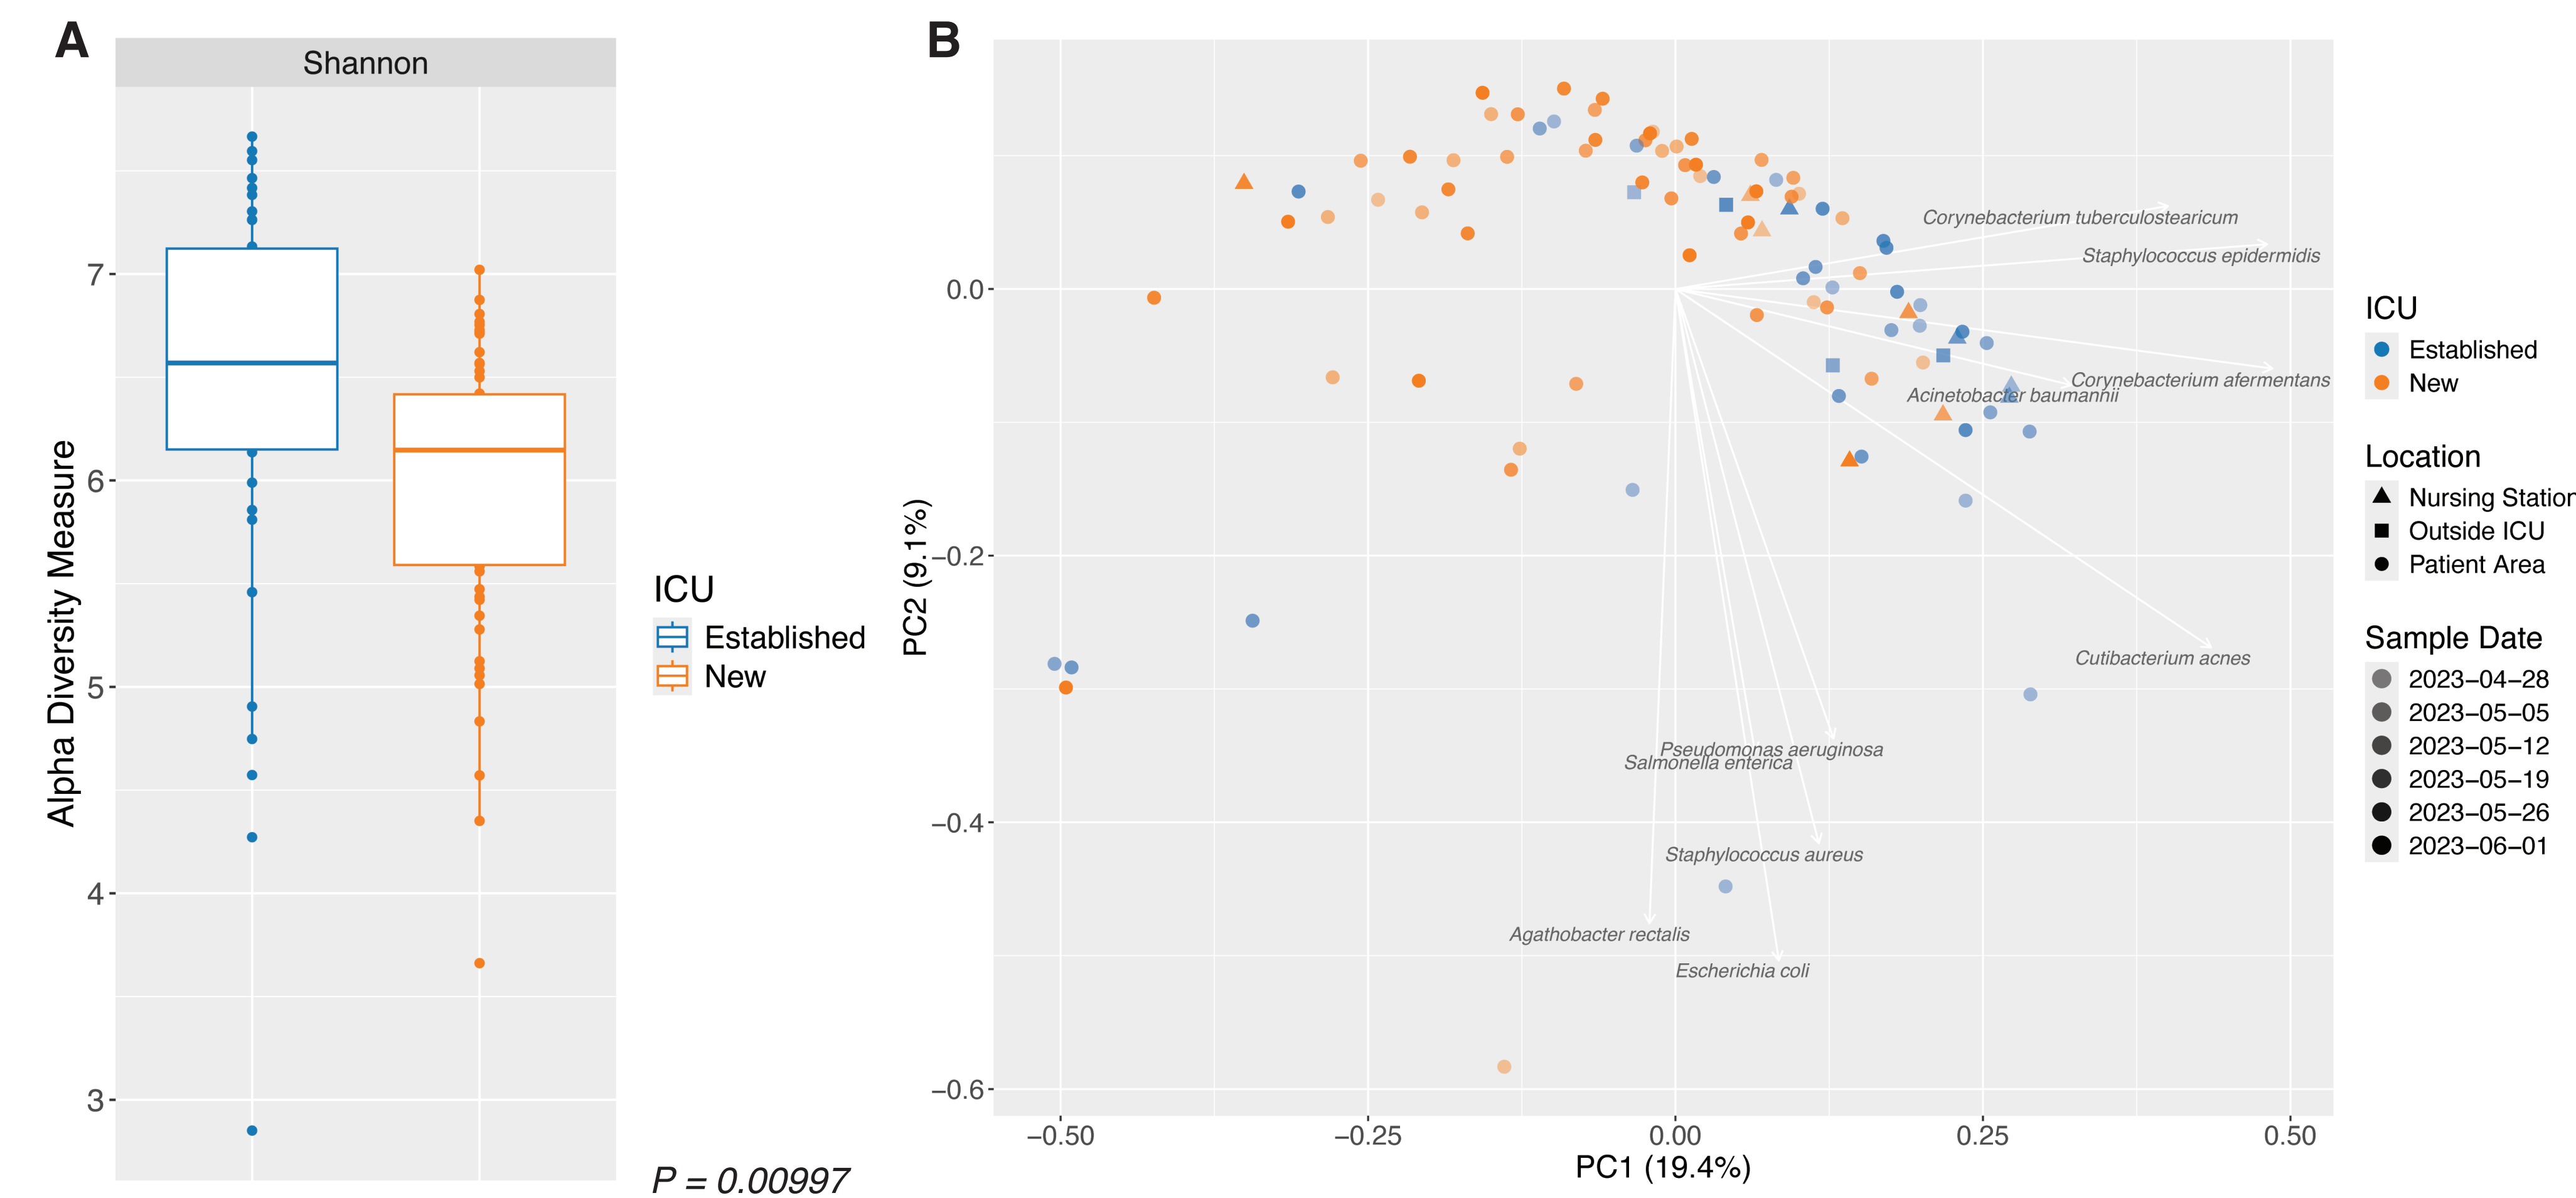 A
Shannon
Alpha Diversity Measure
7
6
5
4
3
ICU
Established
New
P = 0.00997
B
PC2 (9.1%)
0.0
−0.2
−0.4
−0.6
Corynebacterium tuberculostearicum
Staphylococcus epidermidis
Corynebacterium afermentans
Acinetobacter baumannii
Cutibacterium acnes
Pseudomonas aeruginosa
Salmonella enterica
Staphylococcus aureus
Agathobacter rectalis
Escherichia coli
−0.50
−0.25
0.00
0.25
0.50
PC1 (19.4%)
ICU
Established
New
Location
Nursing Station
Outside ICU
Patient Area
Sample Date
2023−04−28
2023−05−05
2023−05−12
2023−05−19
2023−05−26
2023−06−01